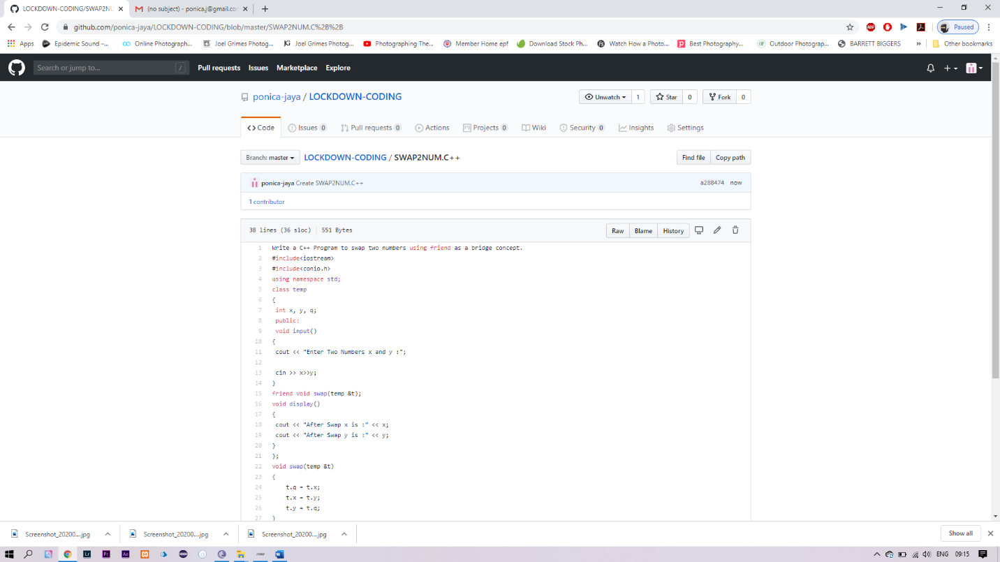 LOCKDOWN-CODING/SWAP2NU
(no subject) - ponica.j@gmail.cor
github.com/ponica-jaya/LOCKDOWN-CODING/blob/master/SWAP2NUM.C%2B%2B
ABP
Paused
Apps
Epidemic Sound –...
Online Photograph...
Joel Grimes Photog...
Joel Grimes Photog...
Photographing The...
Member Home epf
Download Stock Ph...
Watch How a Photo...
Best Photography...
Outdoor Photograp...
BARRETT BIGGERS
»
Other bookmarks
Search or jump to... /
Pull requests Issues Marketplace Explore
ponica-jaya / LOCKDOWN-CODING
Unwatch 1 Star 0 Fork 0
Code Issues 0 Pull requests 0 Actions Projects 0 Wiki Security 0 Insights Settings
Branch: master LOCKDOWN-CODING / SWAP2NUM.C++ Find file Copy path
ponica-jaya Create SWAP2NUM.C++ a288474 now
1 contributor
38 lines (36 sloc) 551 Bytes Raw Blame History
1 Write a C++ Program to swap two numbers using friend as a bridge concept.
2 #include<iostream>
3 #include<conio.h>
4 using namespace std;
5 class temp
6 {
7 int x, y, q;
8 public:
9 void input()
10 {
11 cout << "Enter Two Numbers x and y :";
12
13 cin >> x>>y;
14 }
15 friend void swap(temp &t);
16 void display()
17 {
18 cout << "After Swap x is :" << x;
19 cout << "After Swap y is :" << y;
20 }
21 };
22 void swap(temp &t)
23 {
24 t.q = t.x;
25 t.x = t.y;
26 t.y = t.q;
27 }
Screenshot_20200....jpg
Screenshot_20200....jpg
Screenshot_20200....jpg
Show all
Lr Pr Ae
ENG 09:15